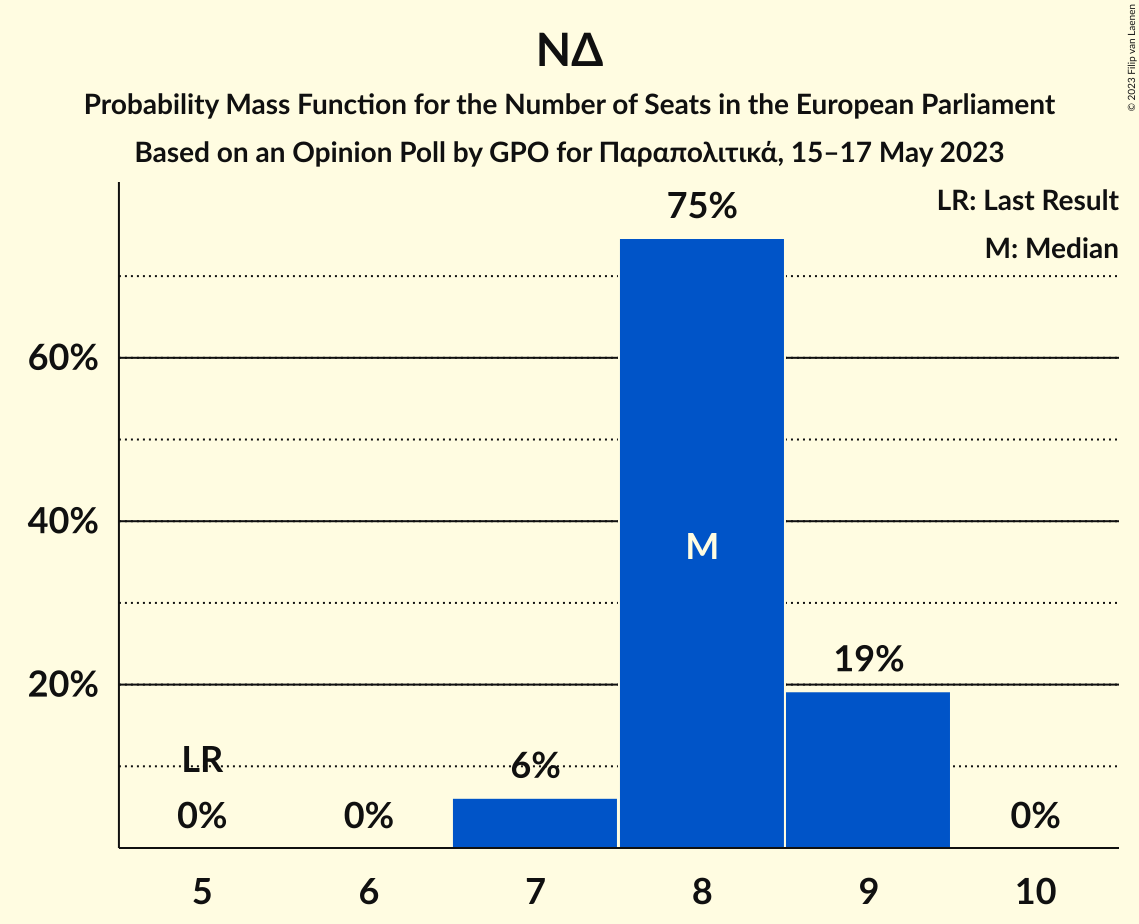 ΝΔ
Probability Mass Function for the Number of Seats in the European Parliament
Based on an Opinion Poll by GPO for Παραπολιτικά, 15–17 May 2023
© 2023 Filip van Laenen
LR: Last Result
M: Median
75%
60%
40%
M
19%
20%
LR
6%
0%
0%
0%
5
6
7
8
9
10